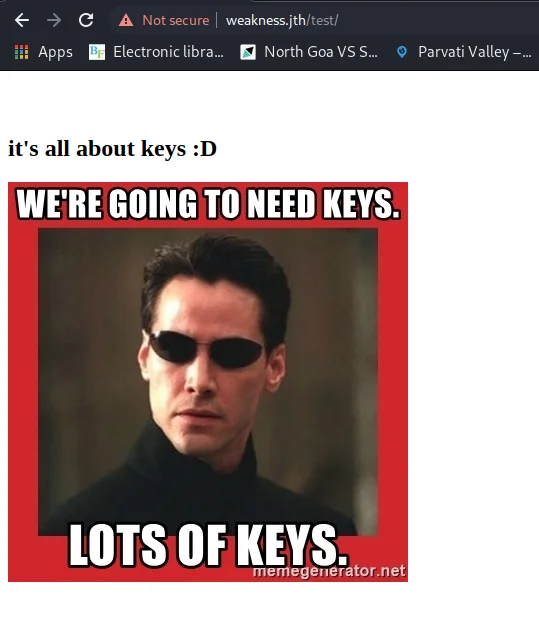 Not secure | weakness.jth/test/
Apps Electronic libra... North Goa VS S... Parvati Valley –...
it's all about keys :D
WE'RE GOING TO NEED KEYS.
LOTS OF KEYS.
memegenerator.net